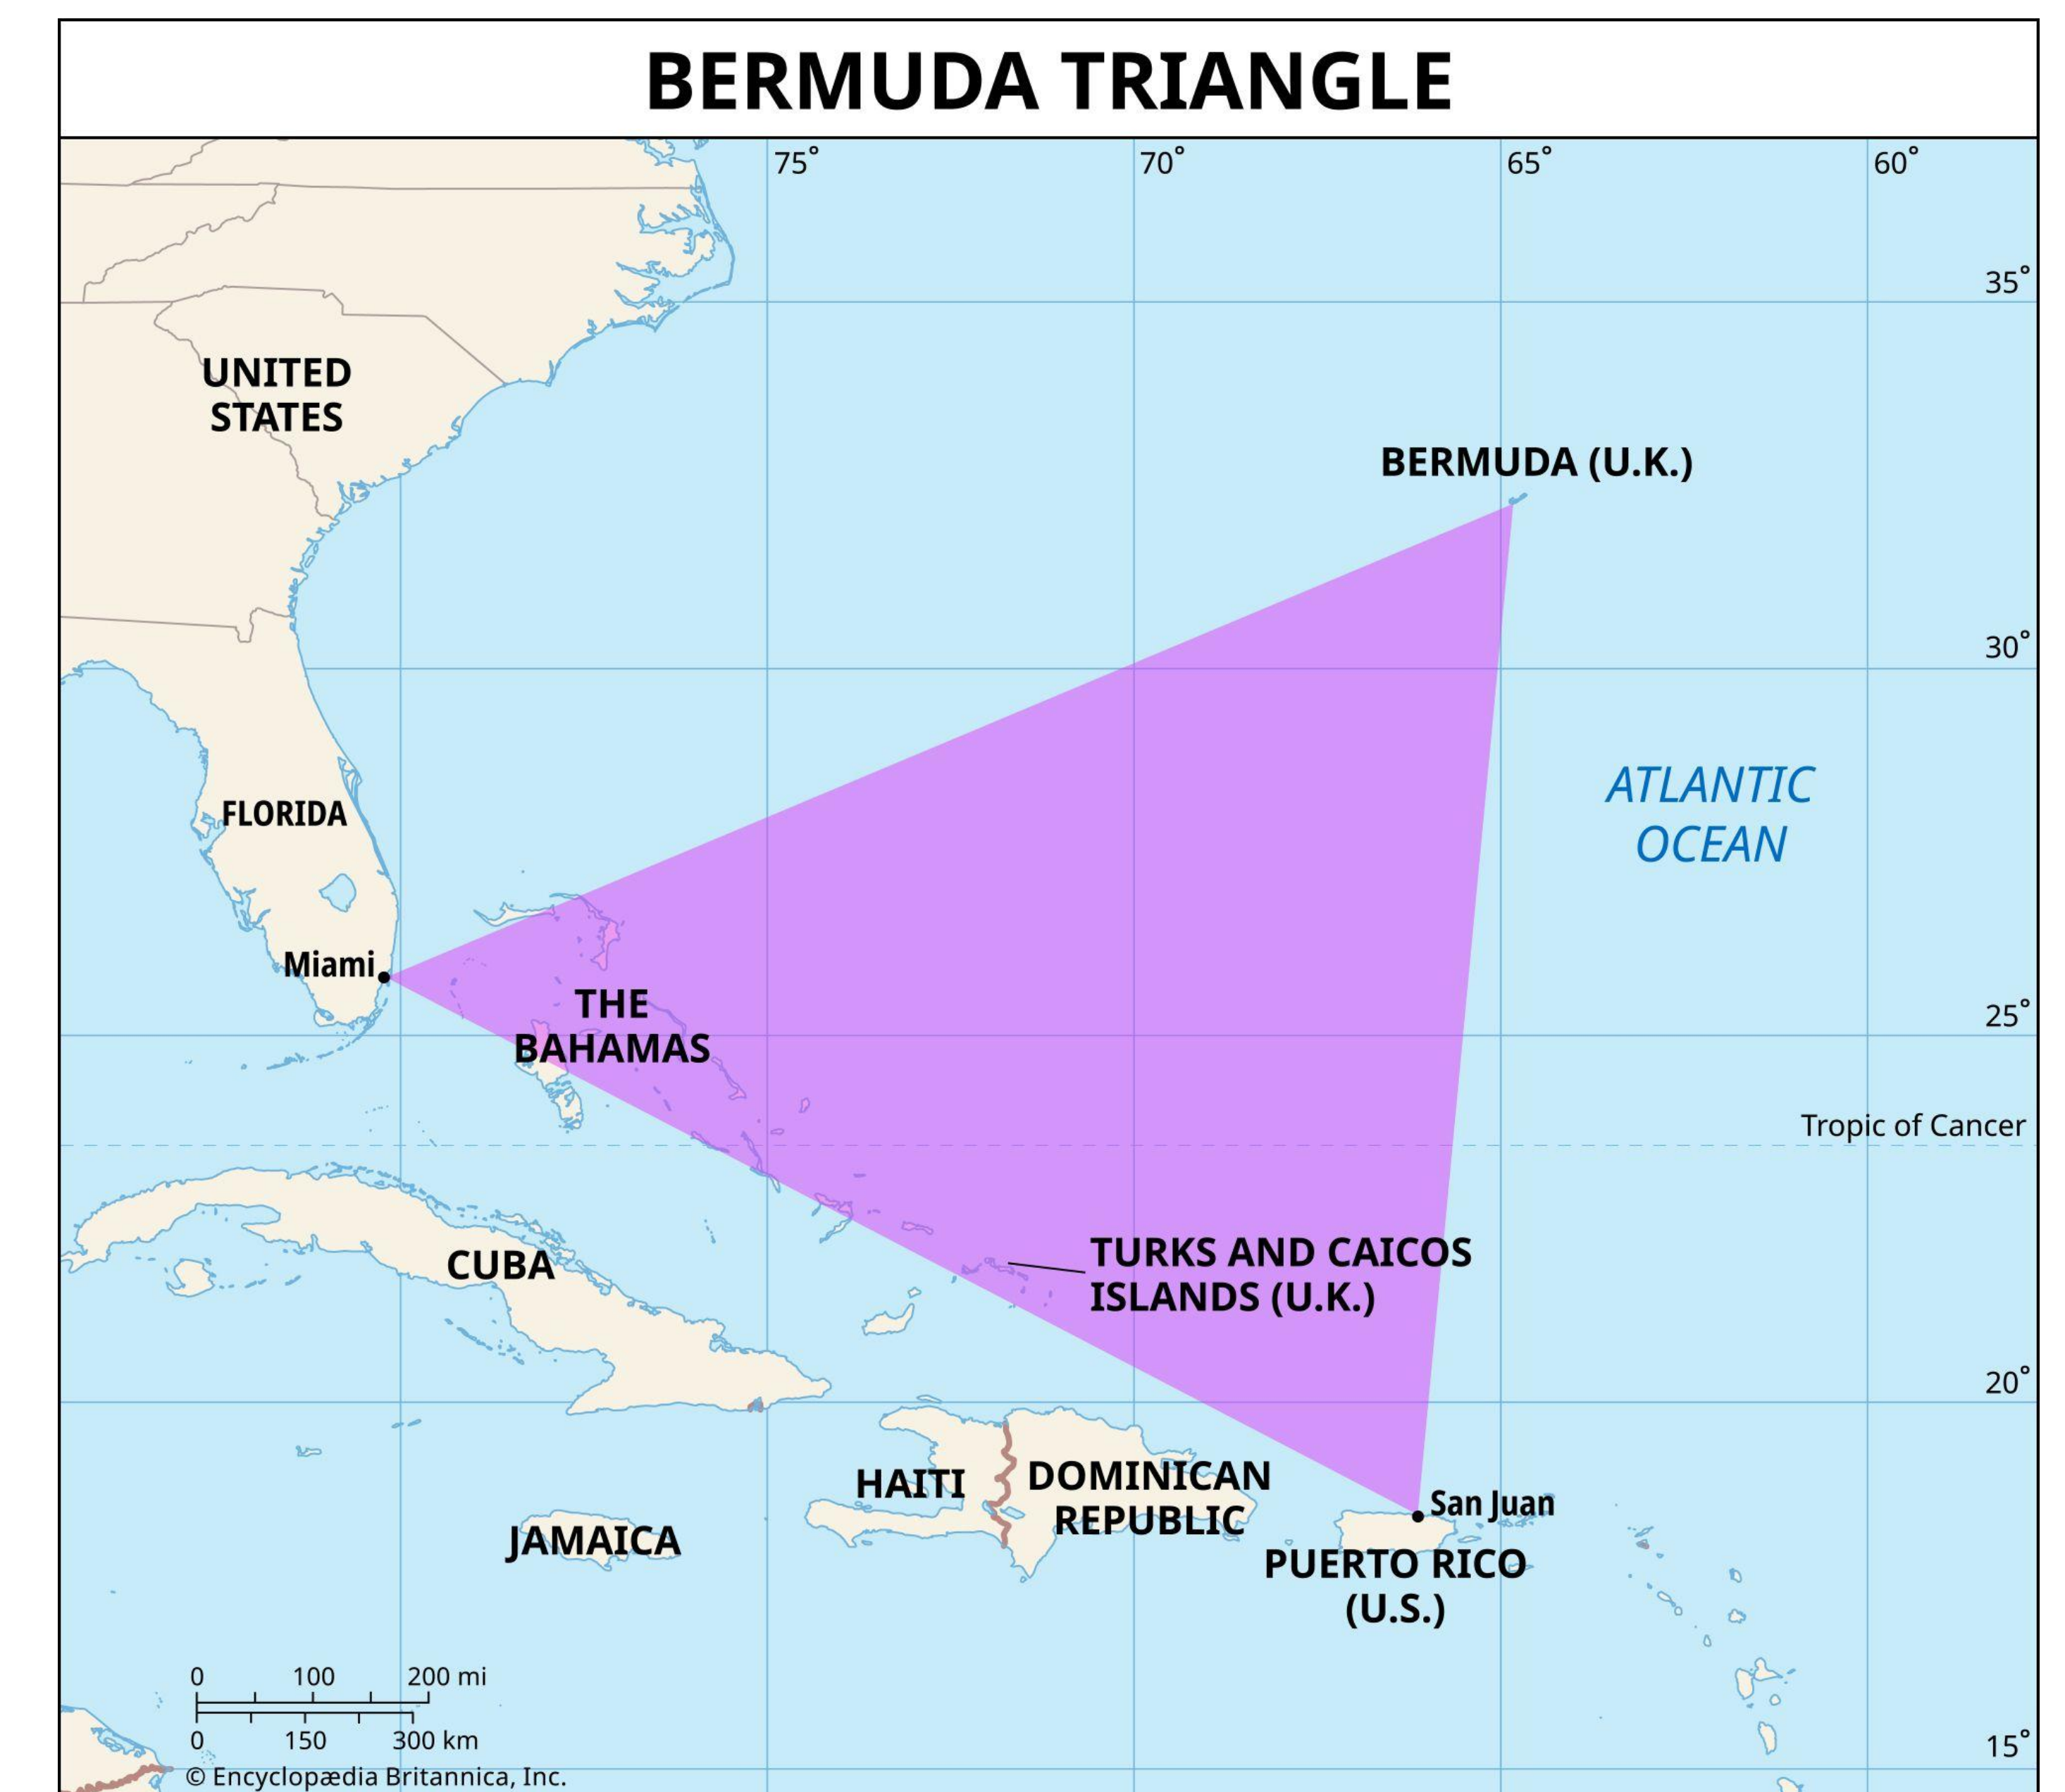 BERMUDA TRIANGLE
75°
70°
65°
60°
35°
UNITED
STATES
BERMUDA (U.K.)
30°
ATLANTIC
OCEAN
FLORIDA
Miami
THE
BAHAMAS
25°
Tropic of Cancer
TURKS AND CAICOS
ISLANDS (U.K.)
CUBA
20°
HAITI
DOMINICAN
REPUBLIC
San Juan
JAMAICA
PUERTO RICO
(U.S.)
0 100 200 mi
0 150 300 km
15°
© Encyclopædia Britannica, Inc.